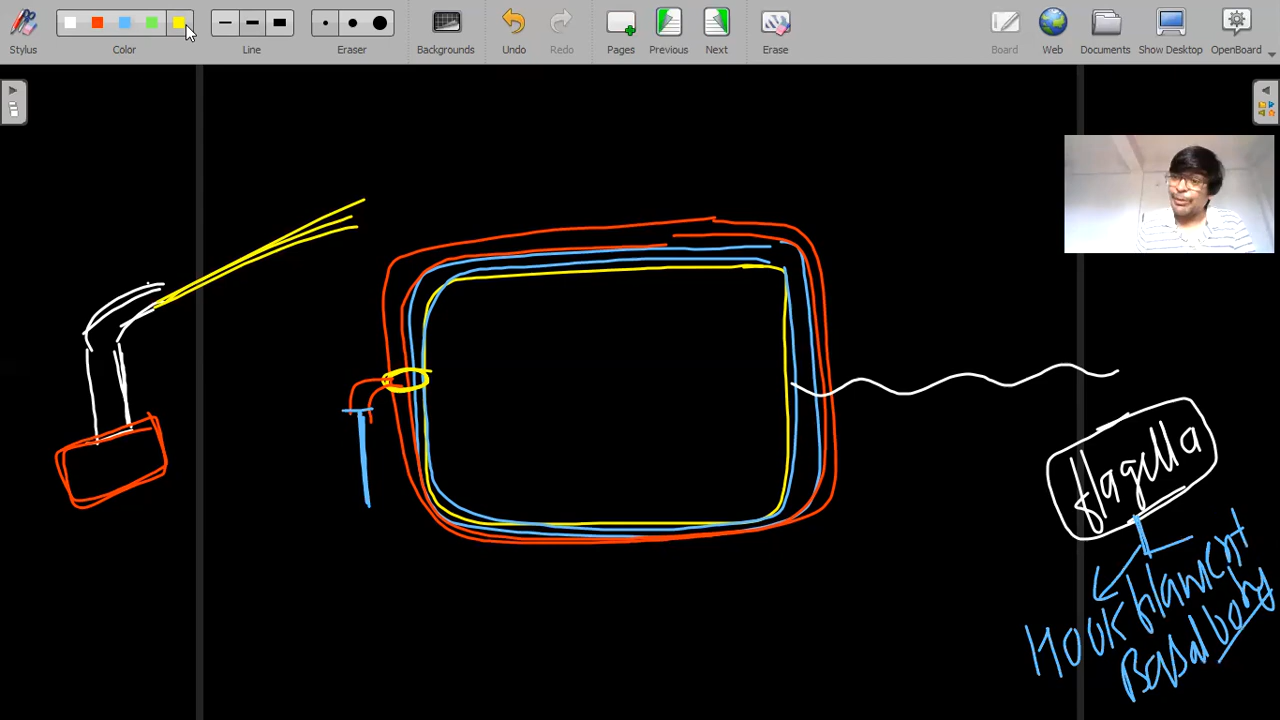 Stylus
Color
Line
Eraser
Backgrounds
Undo
Redo
Pages
Previous
Next
Erase
Board
Web
Documents
Show Desktop
OpenBoard
flagella
Hook filament
Basal body